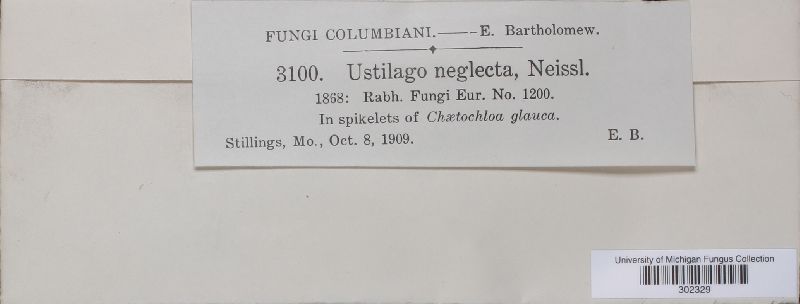 FUNGI COLUMBIANI.——E. Bartholomew.
3100. Ustilago neglecta, Neissl.
1868: Rabh. Fungi Eur. No. 1200.
In spikelets of Chætochloa glauca.
Stillings, Mo., Oct. 8, 1909. E. B.
University of Michigan Fungus Collection
302329